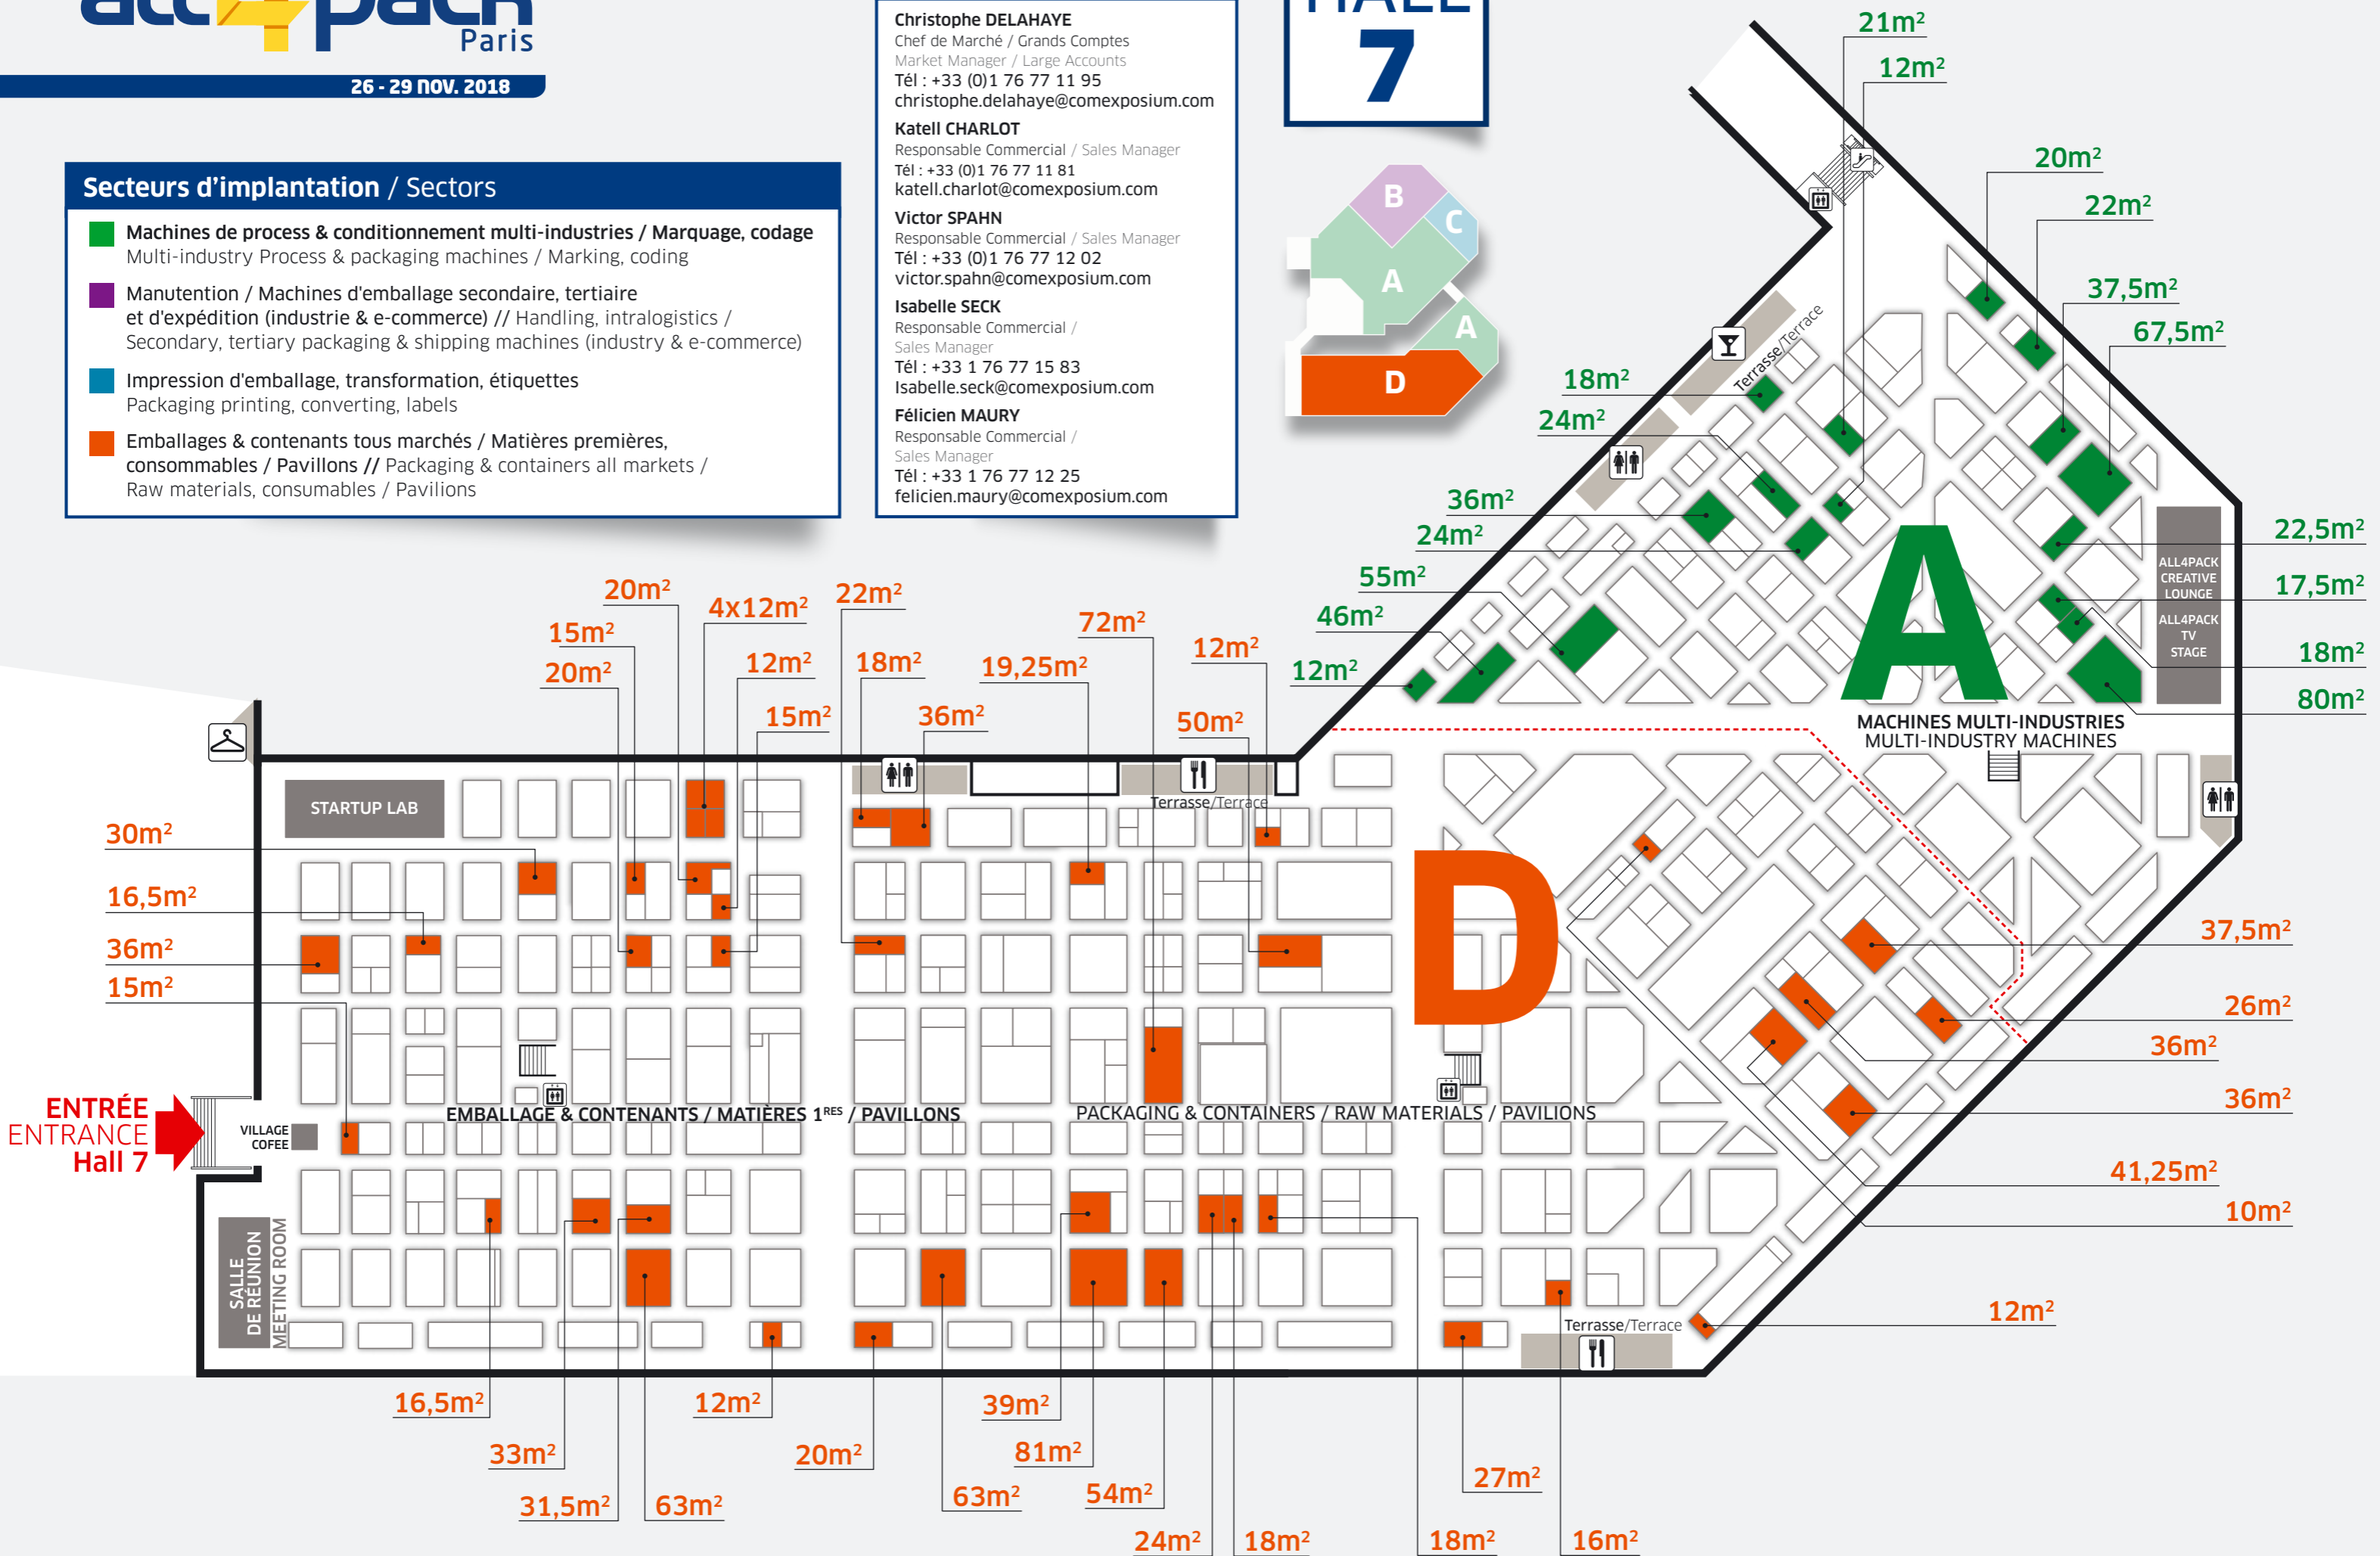 all4pack
Paris
26 - 29 NOV. 2018
Secteurs d'implantation / Sectors
Machines de process & conditionnement multi-industries / Marquage, codage
Multi-industry Process & packaging machines / Marking, coding
Manutention / Machines d'emballage secondaire, tertiaire
et d'expédition (industrie & e-commerce) // Handling, intralogistics /
Secondary, tertiary packaging & shipping machines (industry & e-commerce)
Impression d'emballage, transformation, étiquettes
Packaging printing, converting, labels
Emballages & contenants tous marchés / Matières premières,
consommables / Pavillons // Packaging & containers all markets /
Raw materials, consumables / Pavilions
Christophe DELAHAYE
Chef de Marché / Grands Comptes
Market Manager / Large Accounts
Tél : +33 (0)1 76 77 11 95
christophe.delahaye@comexposium.com
Katell CHARLOT
Responsable Commercial / Sales Manager
Tél : +33 (0)1 76 77 11 81
katell.charlot@comexposium.com
Victor SPAHN
Responsable Commercial / Sales Manager
Tél : +33 (0)1 76 77 12 02
victor.spahn@comexposium.com
Isabelle SECK
Responsable Commercial /
Sales Manager
Tél : +33 1 76 77 15 83
Isabelle.seck@comexposium.com
Félicien MAURY
Responsable Commercial /
Sales Manager
Tél : +33 1 76 77 12 25
felicien.maury@comexposium.com
HALL
7
B
C
A
A
D
21m²
12m²
20m²
22m²
37,5m²
67,5m²
18m²
24m²
36m²
24m²
55m²
46m²
12m²
22,5m²
17,5m²
18m²
80m²
Terrasse/Terrace
ALL4PACK
CREATIVE
LOUNGE
ALL4PACK
TV
STAGE
A
MACHINES MULTI-INDUSTRIES
MULTI-INDUSTRY MACHINES
20m²
4x12m²
22m²
15m²
72m²
12m²
20m²
12m²
18m²
19,25m²
15m²
36m²
50m²
STARTUP LAB
Terrasse/Terrace
30m²
16,5m²
36m²
15m²
D
37,5m²
26m²
36m²
36m²
41,25m²
10m²
12m²
ENTRÉE
ENTRANCE
Hall 7
VILLAGE
COFEE
EMBALLAGE & CONTENANTS / MATIÈRES 1RES / PAVILLONS
PACKAGING & CONTAINERS / RAW MATERIALS / PAVILIONS
SALLE
DE RÉUNION
MEETING ROOM
Terrasse/Terrace
16,5m²
12m²
39m²
33m²
20m²
81m²
27m²
31,5m²
63m²
63m²
54m²
24m²
18m²
18m²
16m²